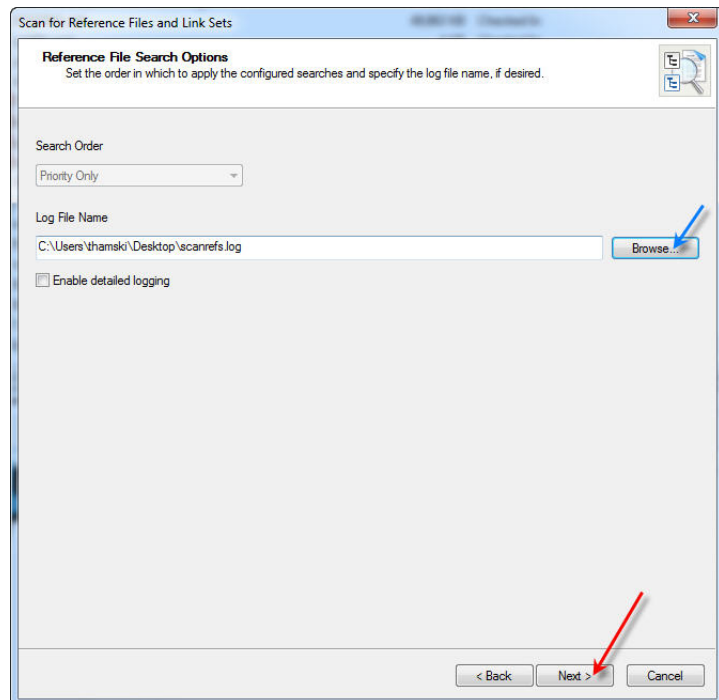 Scan for Reference Files and Link Sets
Reference File Search Options
Set the order in which to apply the configured searches and specify the log file name, if desired.
Search Order
Priority Only
Log File Name
C:\Users\thamski\Desktop\scanrefs.log
Browse...
Enable detailed logging
< Back
Next >
Cancel